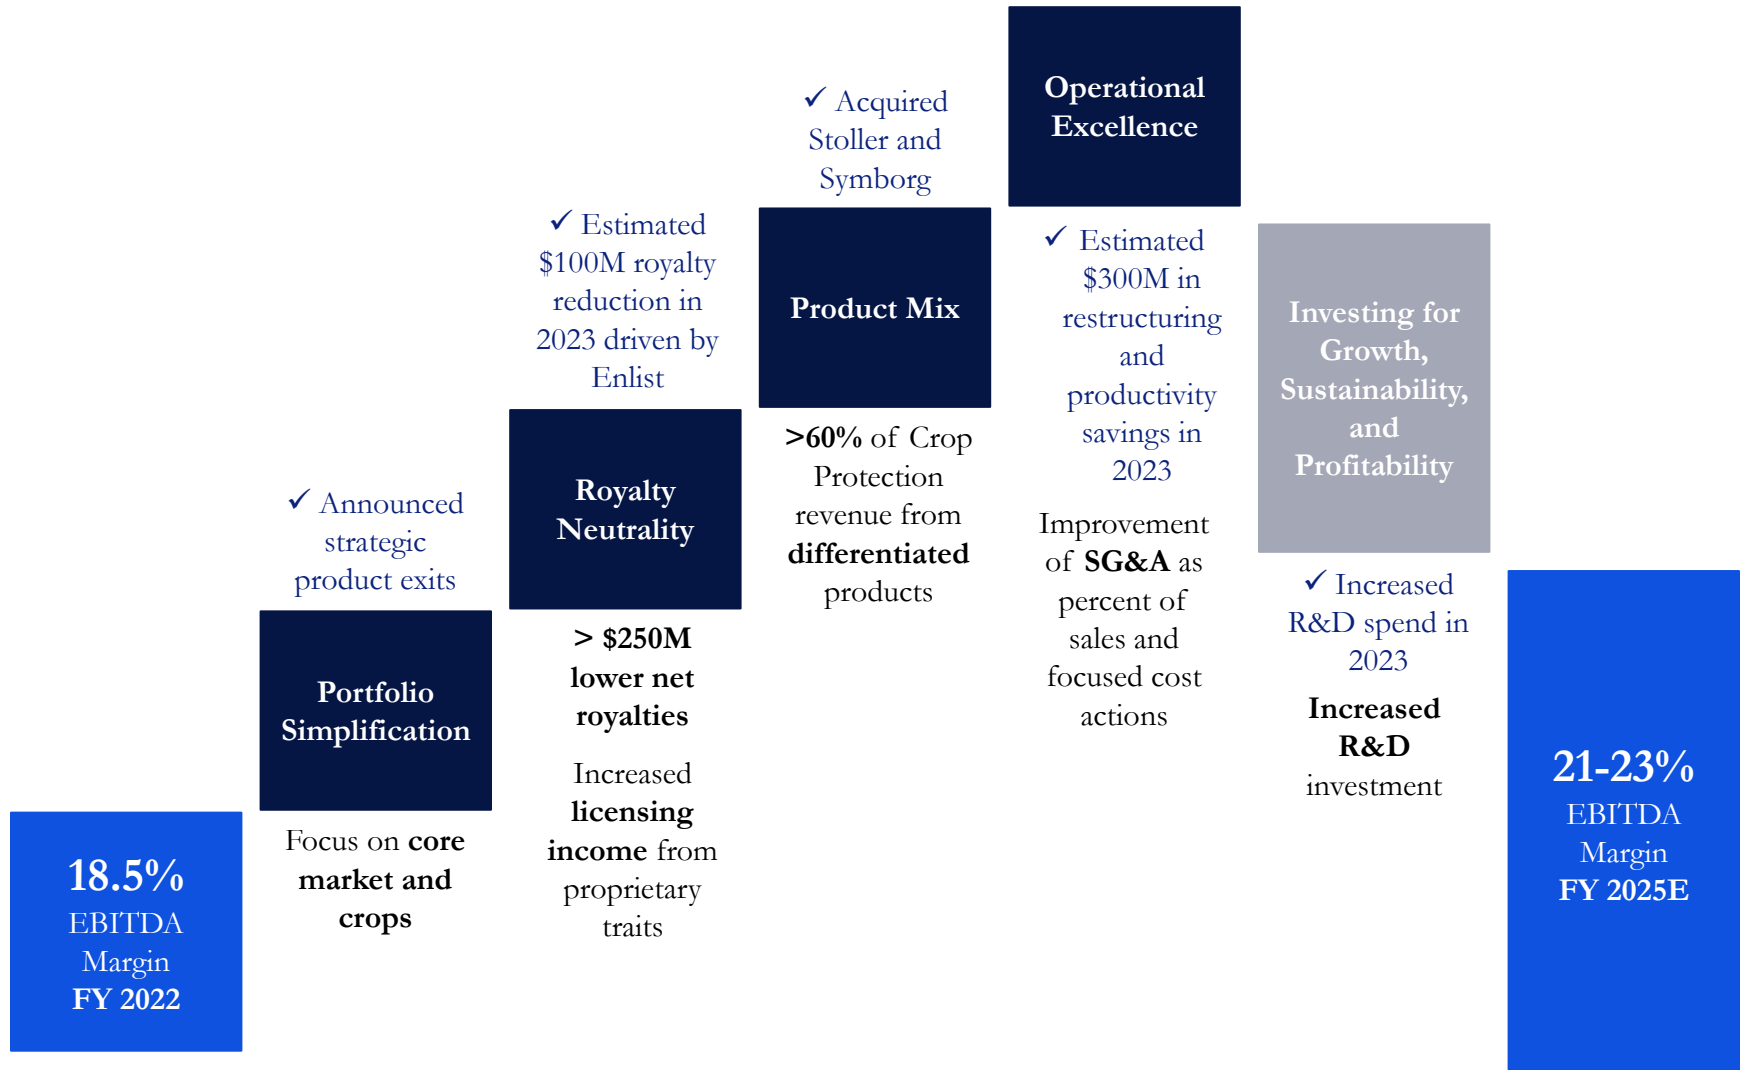 18.5%
EBITDA
Margin
FY 2022
✓ Announced
strategic
product exits
Portfolio
Simplification
Focus on core
market and
crops
✓ Estimated
$100M royalty
reduction in
2023 driven by
Enlist
Royalty
Neutrality
> $250M
lower net
royalties
Increased
licensing
income from
proprietary
traits
✓ Acquired
Stoller and
Symborg
Product Mix
>60% of Crop
Protection
revenue from
differentiated
products
Operational
Excellence
✓ Estimated
$300M in
restructuring
and
productivity
savings in
2023
Improvement
of SG&A as
percent of
sales and
focused cost
actions
Investing for
Growth,
Sustainability,
and
Profitability
✓ Increased
R&D spend in
2023
Increased
R&D
investment
21-23%
EBITDA
Margin
FY 2025E